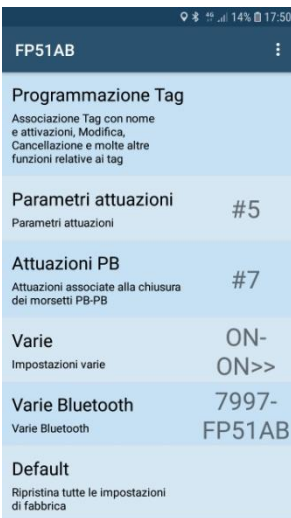 14% 17:50
FP51AB
Programmazione Tag
Associazione Tag con nome
e attivazioni, Modifica,
Cancellazione e molte altre
funzioni relative ai tag
Parametri attuazioni
Parametri attuazioni
#5
Attuazioni PB
Attuazioni associate alla chiusura
dei morsetti PB-PB
#7
Varie
Impostazioni varie
ON-
ON>>
Varie Bluetooth
Varie Bluetooth
7997-
FP51AB
Default
Ripristina tutte le impostazioni
di fabbrica